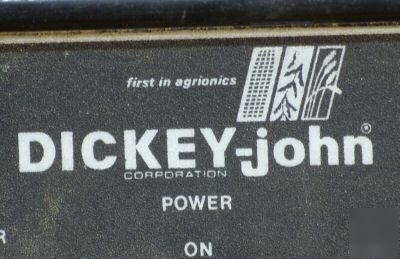 first in agrionics
DICKEY-john®
CORPORATION
POWER
R
ON